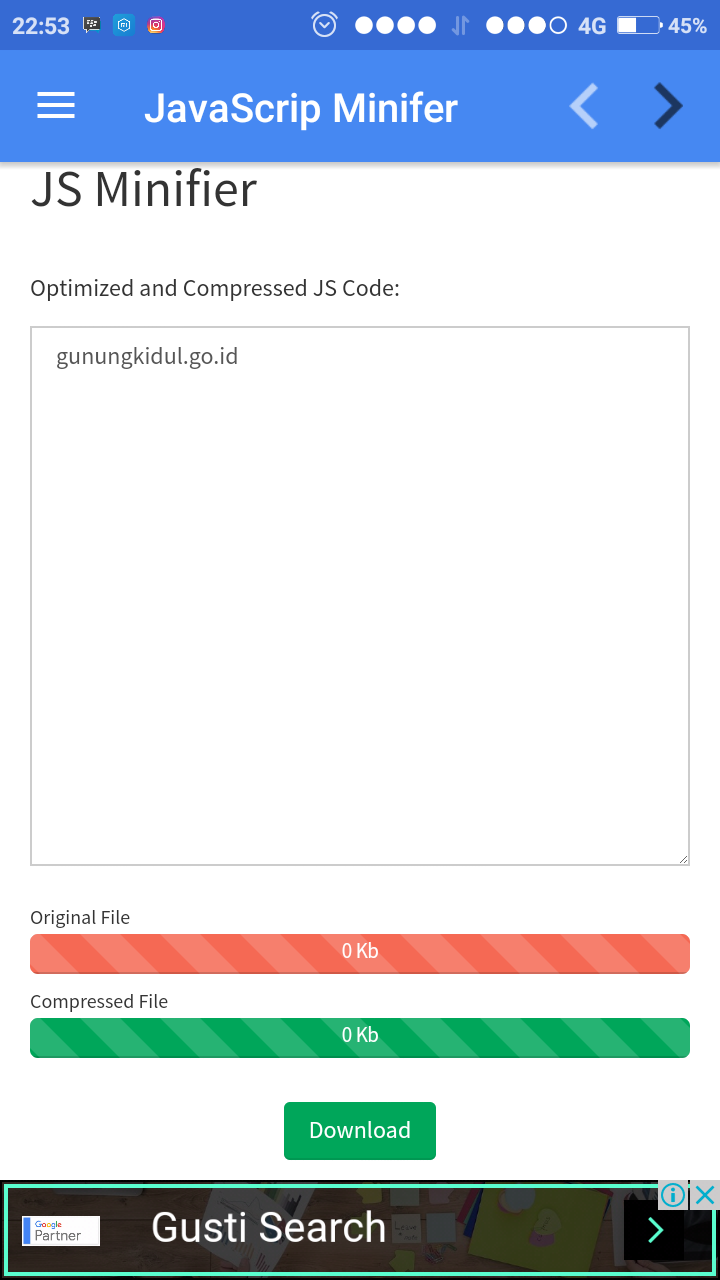 22:53 4G 45%
JavaScrip Minifer
JS Minifier
Optimized and Compressed JS Code:
gunungkidul.go.id
Original File
0 Kb
Compressed File
0 Kb
Download
Google
Partner
Gusti Search